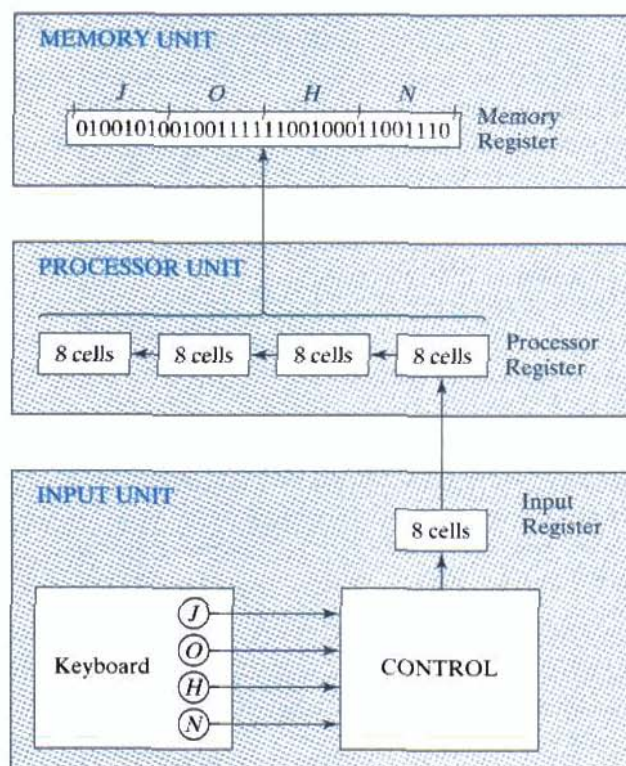 MEMORY UNIT
J O H N
01001010010011111100100011001110
Memory
Register
PROCESSOR UNIT
8 cells 8 cells 8 cells 8 cells
Processor
Register
INPUT UNIT
Input
Register
8 cells
J
O
Keyboard
CONTROL
H
N